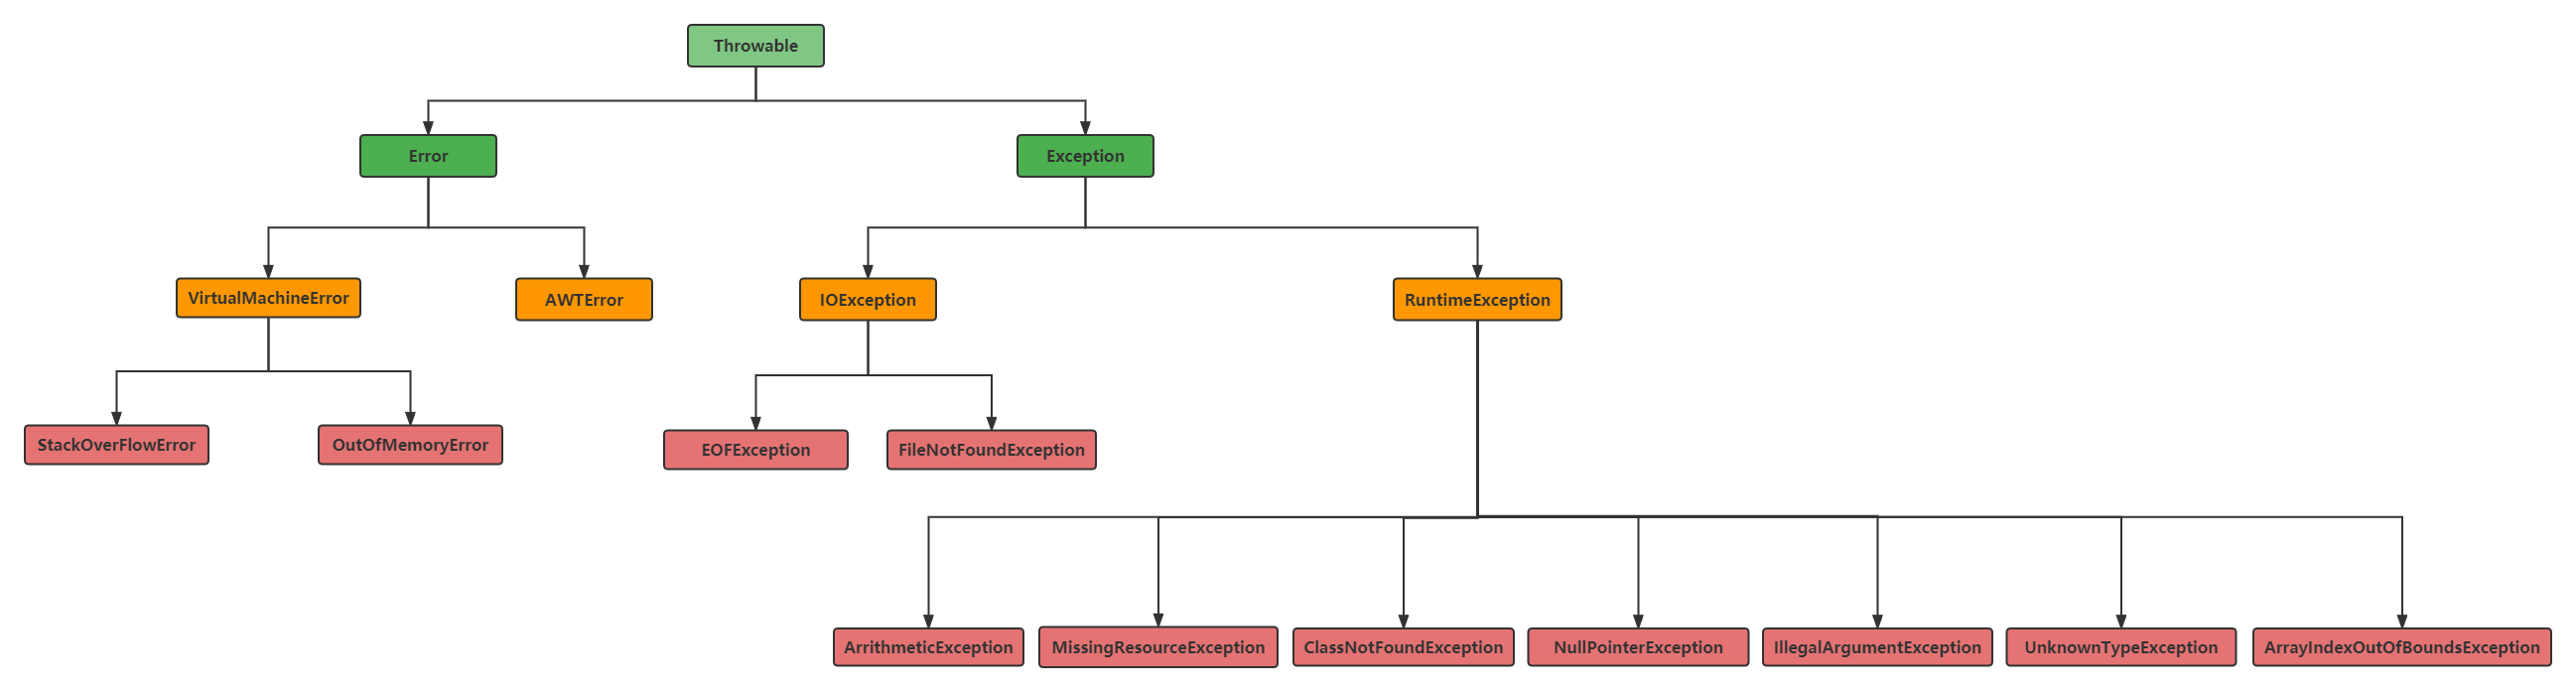 Throwable
Error
Exception
VirtualMachineError
AWTError
IOException
RuntimeException
StackOverFlowError
OutOfMemoryError
EOFException
FileNotFoundException
ArrithmeticException
MissingResourceException
ClassNotFoundException
NullPointerException
IllegalArgumentException
UnknownTypeException
ArrayIndexOutOfBoundsException